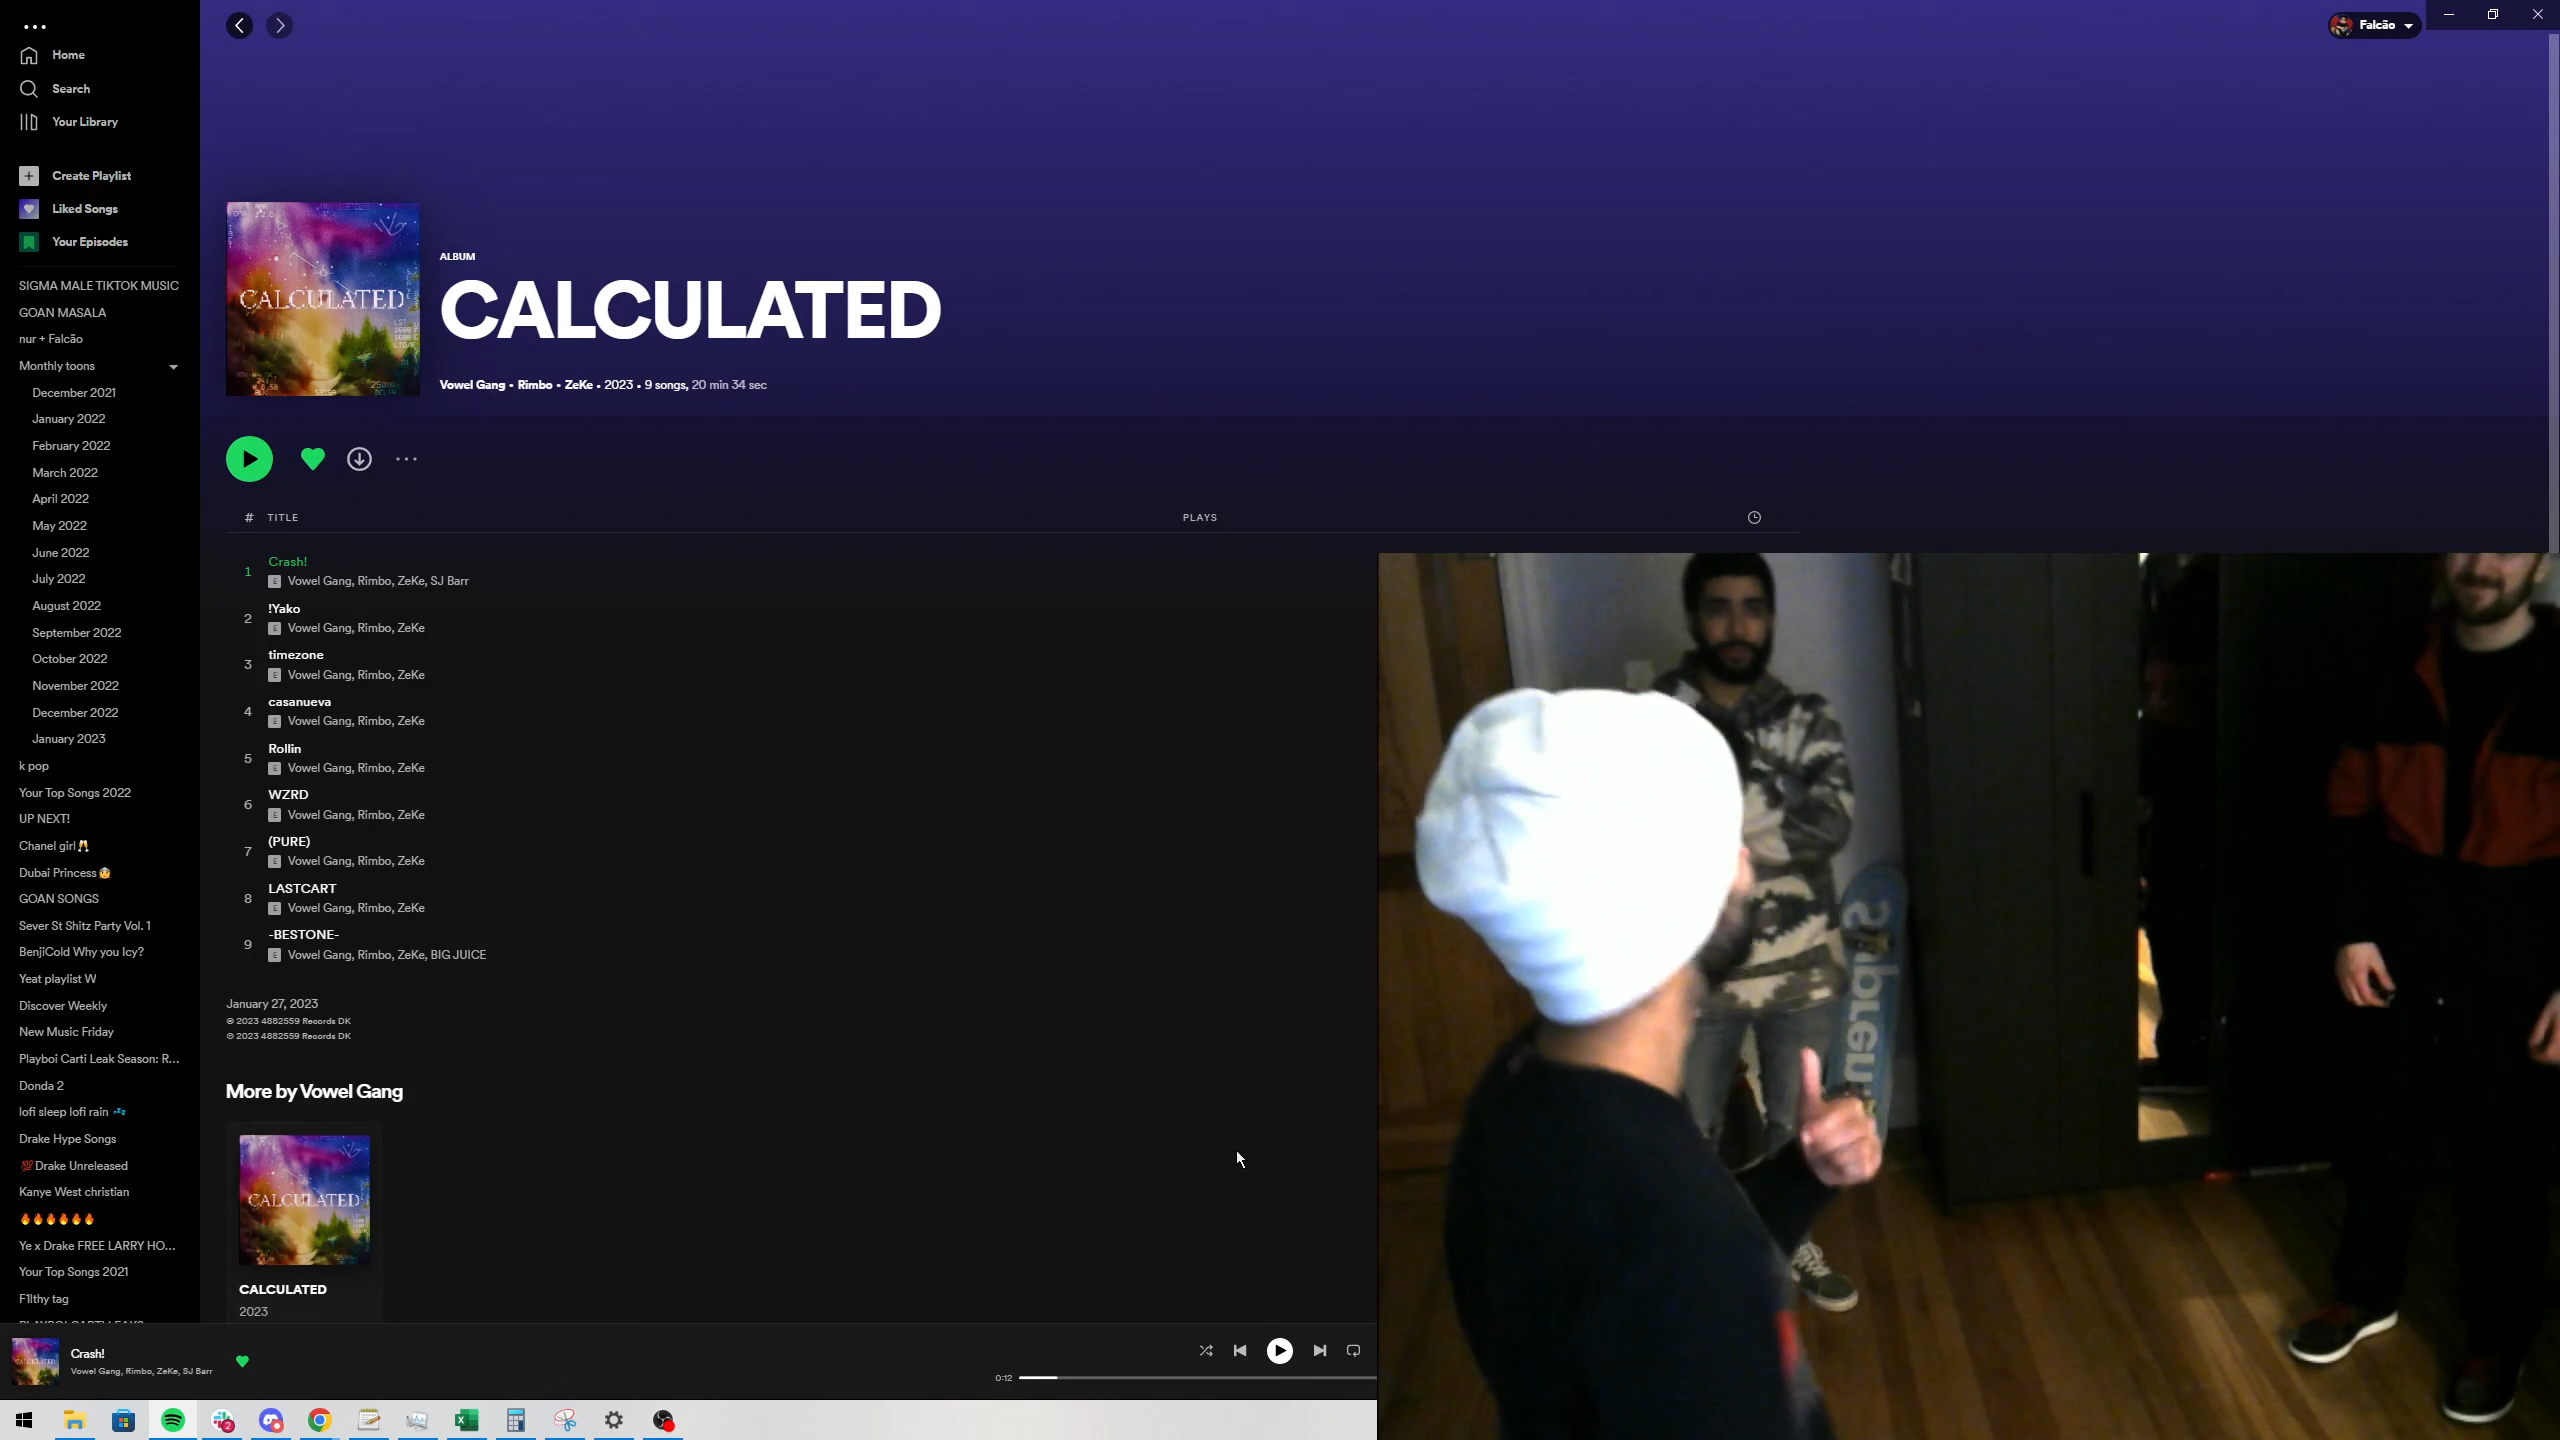 Home
Search
Your Library
Create Playlist
Liked Songs
Your Episodes
SIGMA MALE TIKTOK MUSIC
GOAN MASALA
nur + Falcão
Monthly toons
December 2021
January 2022
February 2022
March 2022
April 2022
May 2022
June 2022
July 2022
August 2022
September 2022
October 2022
November 2022
December 2022
January 2023
k pop
Your Top Songs 2022
UP NEXT!
Chanel girl🥂
Dubai Princess👰
GOAN SONGS
Sever St Shitz Party Vol. 1
BenjiCold Why you Icy?
Yeat playlist W
Discover Weekly
New Music Friday
Playboi Carti Leak Season: R...
Donda 2
lofi sleep lofi rain 💤
Drake Hype Songs
💯Drake Unreleased
Kanye West christian
🔥🔥🔥🔥🔥🔥
Ye x Drake FREE LARRY HO...
Your Top Songs 2021
F1lthy tag
Falcão
CALCULATED
ALBUM
CALCULATED
Vowel Gang • Rimbo • ZeKe • 2023 • 9 songs, 20 min 34 sec
# TITLE PLAYS
1 Crash!
E Vowel Gang, Rimbo, ZeKe, SJ Barr
2 !Yako
E Vowel Gang, Rimbo, ZeKe
3 timezone
E Vowel Gang, Rimbo, ZeKe
4 casanueva
E Vowel Gang, Rimbo, ZeKe
5 Rollin
E Vowel Gang, Rimbo, ZeKe
6 WZRD
E Vowel Gang, Rimbo, ZeKe
7 (PURE)
E Vowel Gang, Rimbo, ZeKe
8 LASTCART
E Vowel Gang, Rimbo, ZeKe
9 -BESTONE-
E Vowel Gang, Rimbo, ZeKe, BIG JUICE
January 27, 2023
© 2023 4882559 Records DK
℗ 2023 4882559 Records DK
More by Vowel Gang
CALCULATED
CALCULATED
2023
Crash!
Vowel Gang, Rimbo, ZeKe, SJ Barr
0:12
2